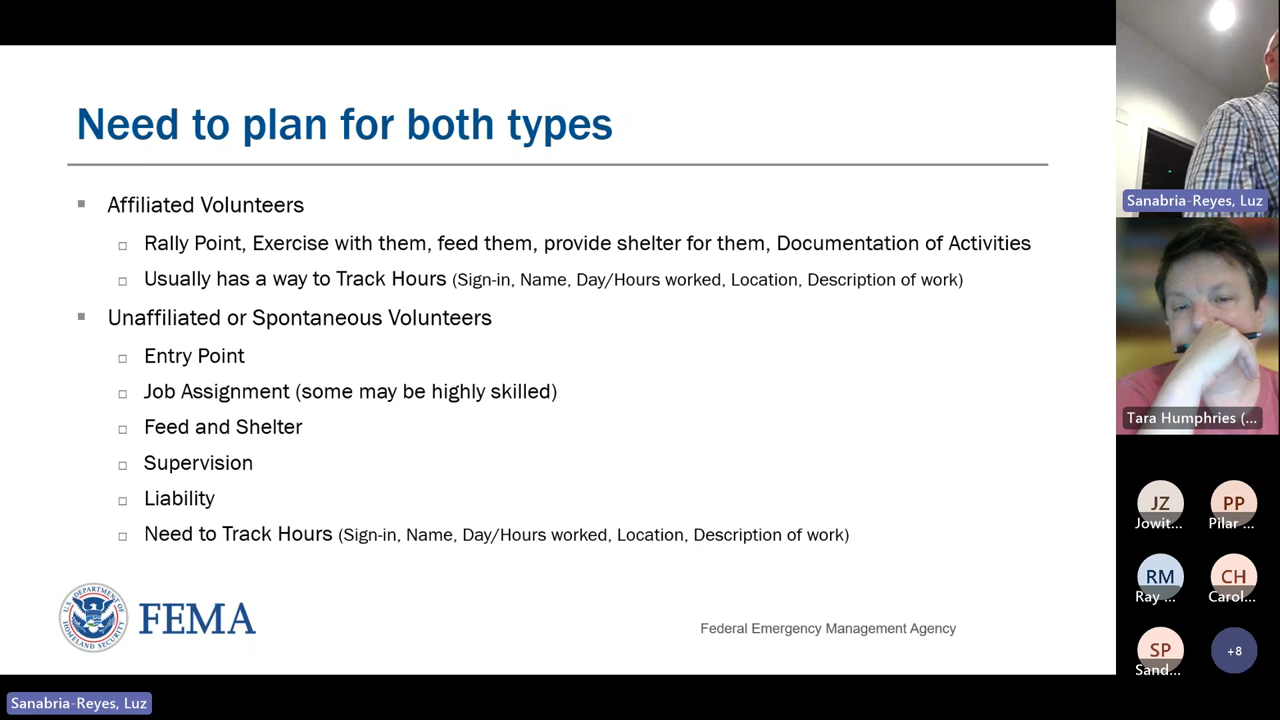 Need to plan for both types
Affiliated Volunteers
Rally Point, Exercise with them, feed them, provide shelter for them, Documentation of Activities
Usually has a way to Track Hours (Sign-in, Name, Day/Hours worked, Location, Description of work)
Unaffiliated or Spontaneous Volunteers
Entry Point
Job Assignment (some may be highly skilled)
Feed and Shelter
Supervision
Liability
Need to Track Hours (Sign-in, Name, Day/Hours worked, Location, Description of work)
U.S. DEPARTMENT OF HOMELAND SECURITY
FEMA
Federal Emergency Management Agency
Sanabria-Reyes, Luz
Sanabria-Reyes, Luz
Tara Humphries (...
JZ
Jowit...
PP
Pilar ...
RM
Ray ...
CH
Carol...
SP
Sand...
+8